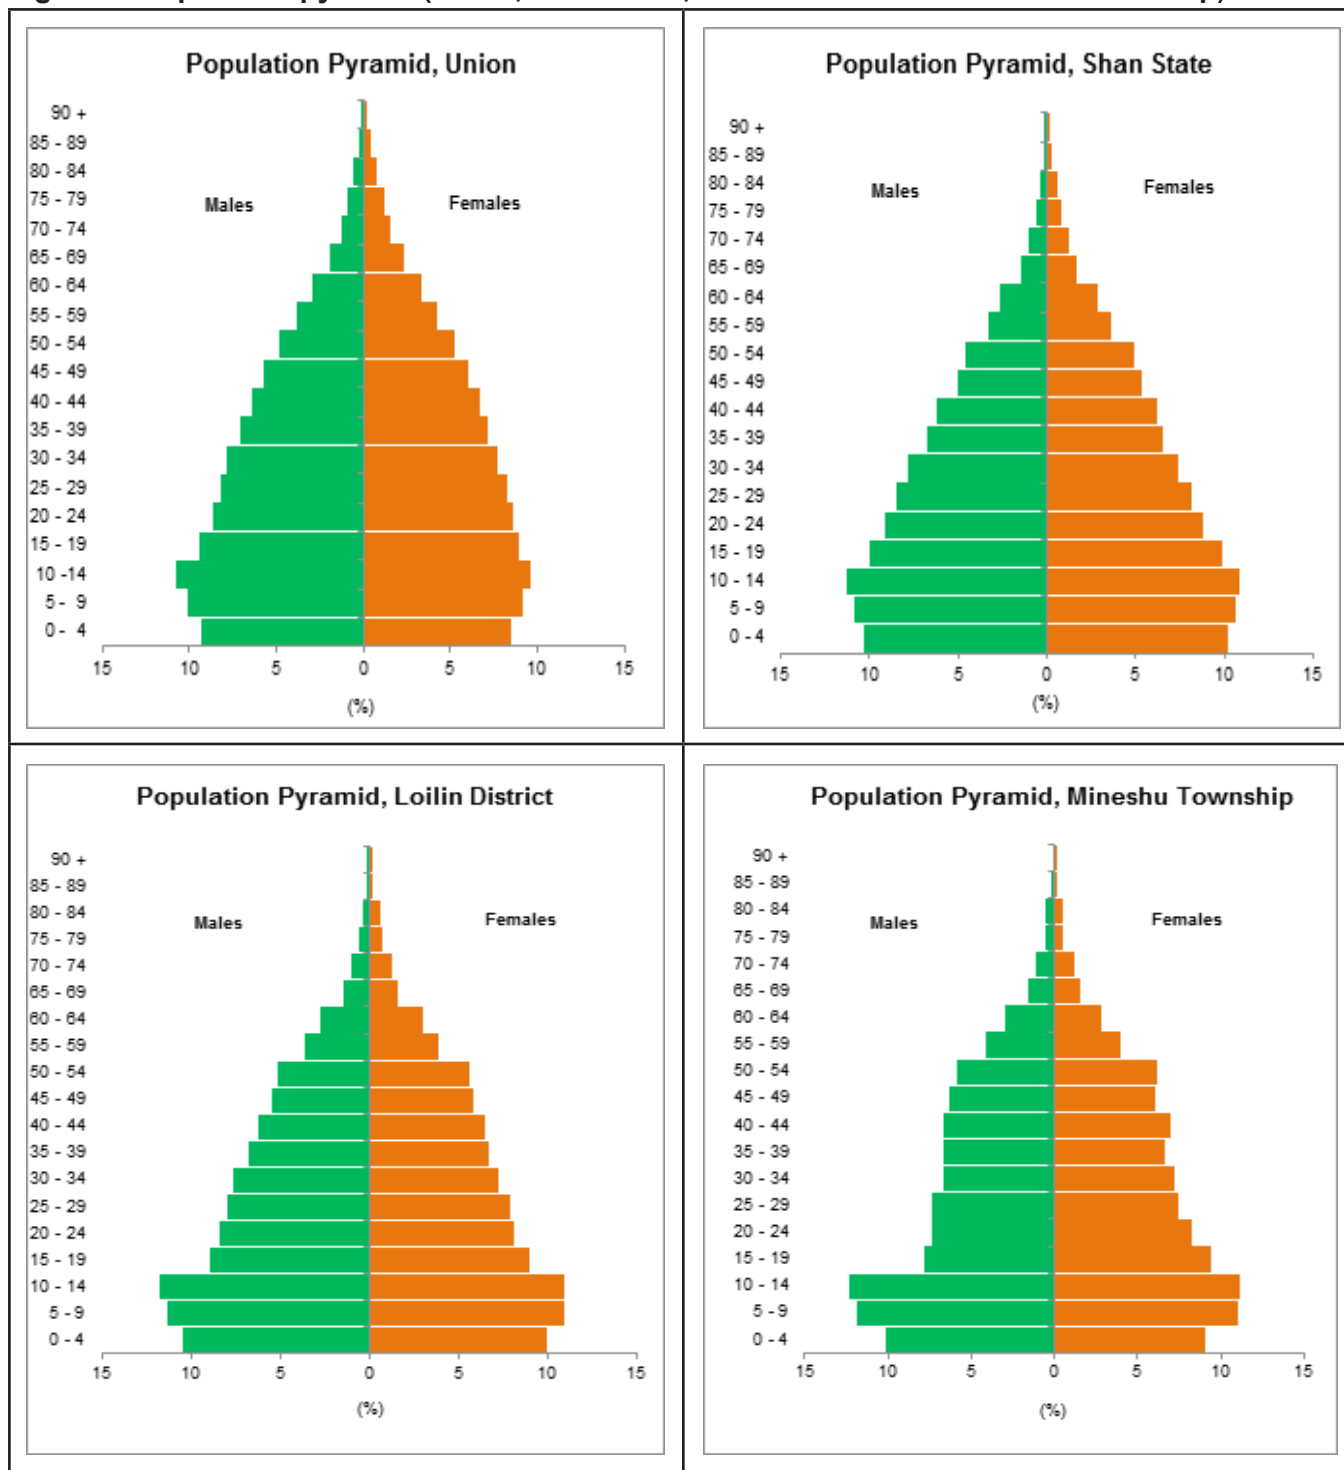 Population Pyramid, Union
90 +
85 - 89
80 - 84
75 - 79
70 - 74
65 - 69
60 - 64
55 - 59
50 - 54
45 - 49
40 - 44
35 - 39
30 - 34
25 - 29
20 - 24
15 - 19
10 -14
5 - 9
0 - 4
Males
Females
15 10 5 0 5 10 15
(%)
Population Pyramid, Shan State
90 +
85 - 89
80 - 84
75 - 79
70 - 74
65 - 69
60 - 64
55 - 59
50 - 54
45 - 49
40 - 44
35 - 39
30 - 34
25 - 29
20 - 24
15 - 19
10 - 14
5 - 9
0 - 4
Males
Females
15 10 5 0 5 10 15
(%)
Population Pyramid, Loilin District
90 +
85 - 89
80 - 84
75 - 79
70 - 74
65 - 69
60 - 64
55 - 59
50 - 54
45 - 49
40 - 44
35 - 39
30 - 34
25 - 29
20 - 24
15 - 19
10 - 14
5 - 9
0 - 4
Males
Females
15 10 5 0 5 10 15
(%)
Population Pyramid, Mineshu Township
90 +
85 - 89
80 - 84
75 - 79
70 - 74
65 - 69
60 - 64
55 - 59
50 - 54
45 - 49
40 - 44
35 - 39
30 - 34
25 - 29
20 - 24
15 - 19
10 - 14
5 - 9
0 - 4
Males
Females
15 10 5 0 5 10 15
(%)